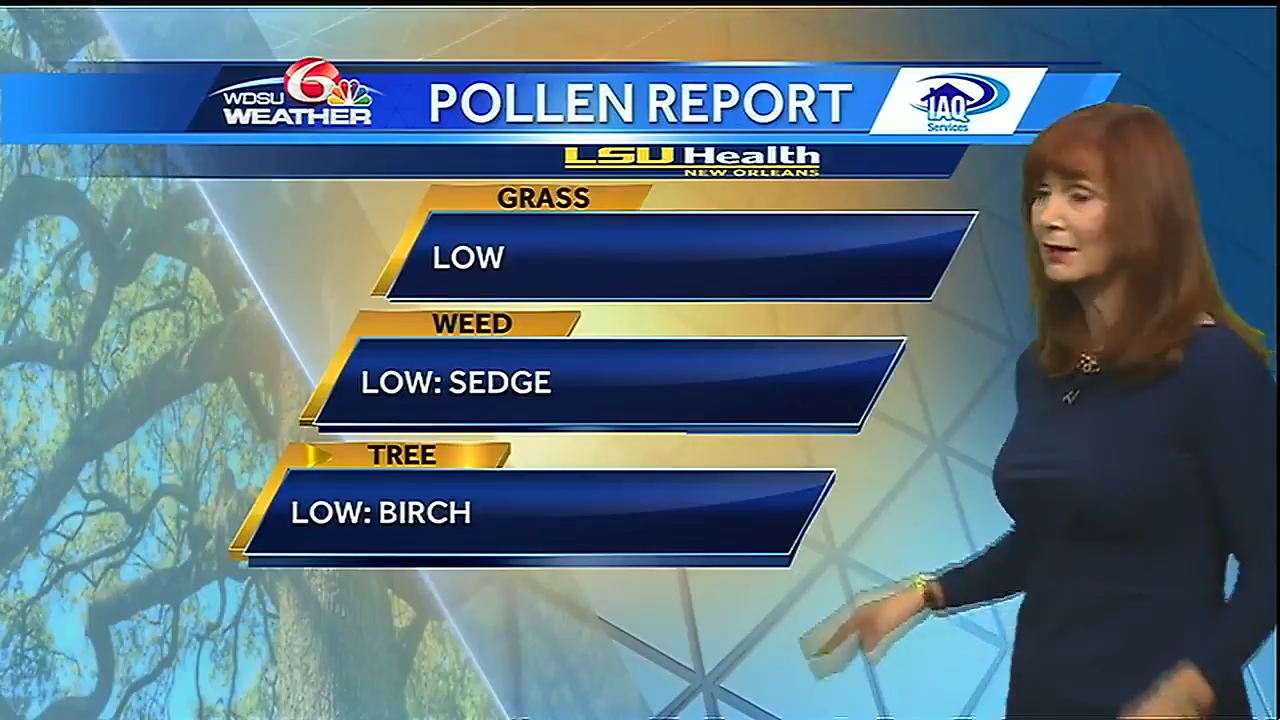 WDSU 6
WEATHER
POLLEN REPORT
IAQ
Services
LSU Health
NEW ORLEANS
GRASS
LOW
WEED
LOW: SEDGE
TREE
LOW: BIRCH